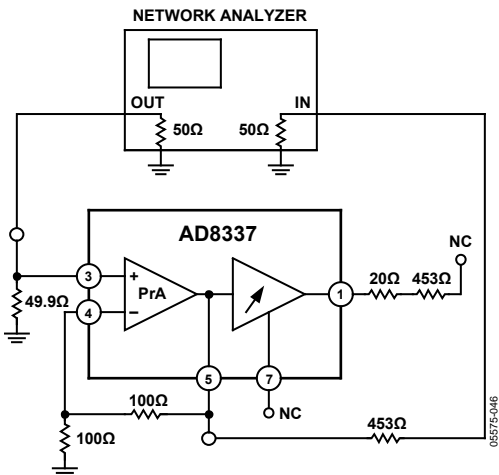 NETWORK ANALYZER
OUT
IN
50Ω
50Ω
AD8337
NC
3
+
PrA
1
20Ω
453Ω
49.9Ω
4
–
5
7
100Ω
NC
453Ω
100Ω
05575-046